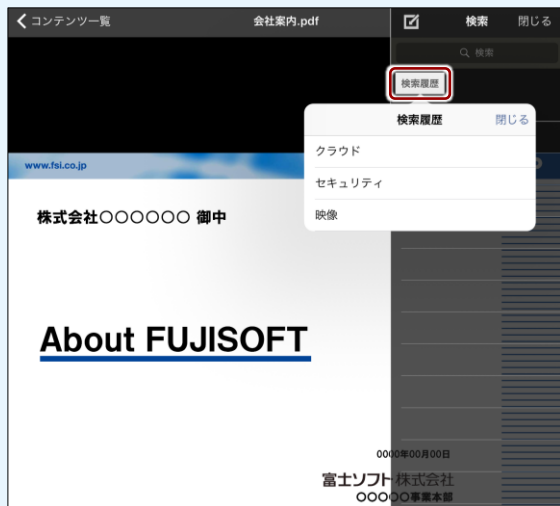 コンテンツ一覧
会社案内.pdf
検索
閉じる
検索
検索履歴
検索履歴
閉じる
クラウド
セキュリティ
映像
www.fsi.co.jp
株式会社〇〇〇〇〇〇 御中
About FUJISOFT
0000年00月00日
富士ソフト株式会社
〇〇〇〇〇事業本部